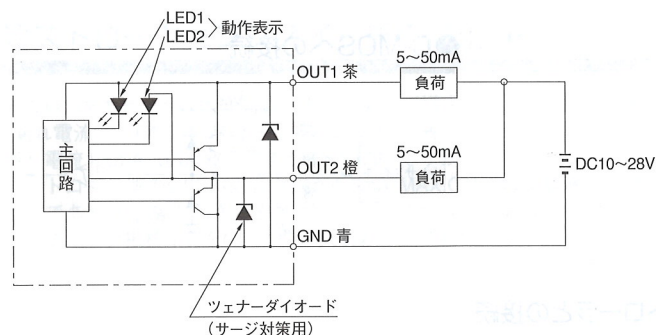 LED1
LED2
動作表示
OUT1 茶
5〜50mA
負荷
主回路
OUT2 橙
5〜50mA
負荷
DC10〜28V
GND 青
ツェナーダイオード
(サージ対策用)